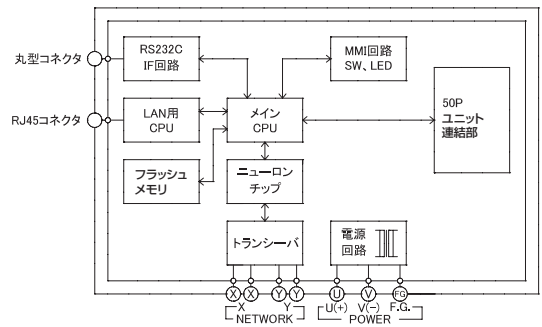 丸型コネクタ
RS232C
IF回路
MMI回路
SW、LED
RJ45コネクタ
LAN用
CPU
メイン
CPU
50P
ユニット
連結部
フラッシュ
メモリ
ニューロン
チップ
トランシーバ
電源
回路
X X Y Y U V FG
X Y U(+) V(−) F.G.
NETWORK POWER